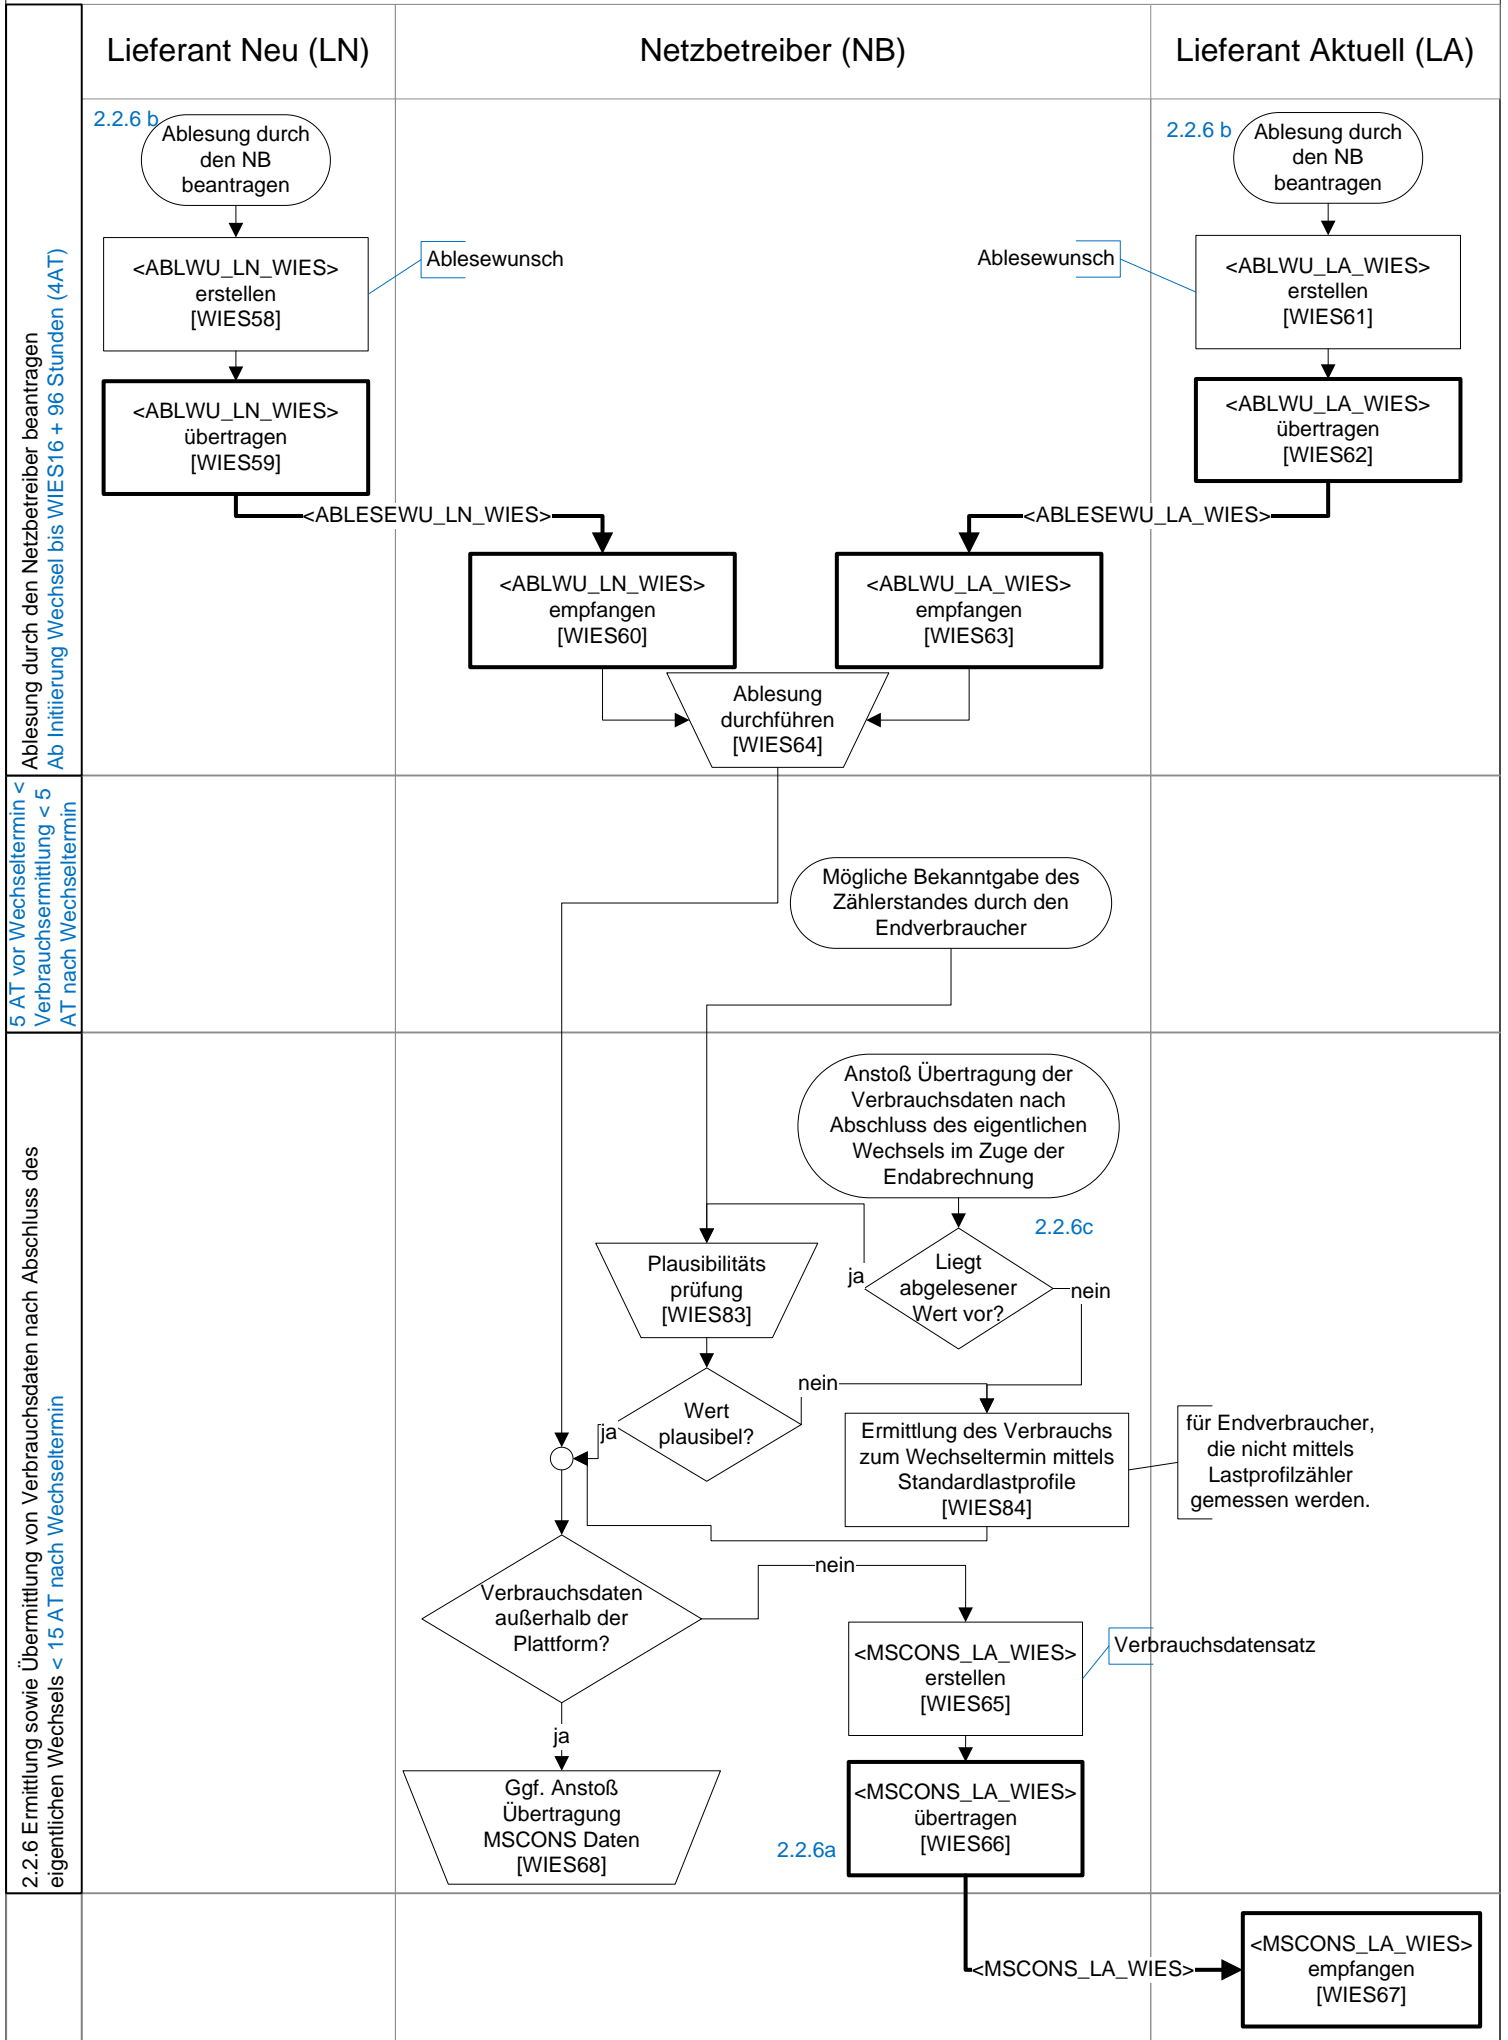 Lieferant Neu (LN)
Netzbetreiber (NB)
Lieferant Aktuell (LA)
Ablesung durch den Netzbetreiber beantragen
Ab Initiierung Wechsel bis WIES16 + 96 Stunden (4AT)
2.2.6 b
Ablesung durch
den NB
beantragen
2.2.6 b
Ablesung durch
den NB
beantragen
<ABLWU_LN_WIES>
erstellen
[WIES58]
Ablesewunsch
Ablesewunsch
<ABLWU_LA_WIES>
erstellen
[WIES61]
<ABLWU_LN_WIES>
übertragen
[WIES59]
<ABLWU_LA_WIES>
übertragen
[WIES62]
<ABLESEWU_LN_WIES>
<ABLESEWU_LA_WIES>
<ABLWU_LN_WIES>
empfangen
[WIES60]
<ABLWU_LA_WIES>
empfangen
[WIES63]
Ablesung
durchführen
[WIES64]
5 AT vor Wechseltermin <
Verbrauchsermittlung < 5
AT nach Wechseltermin
Mögliche Bekanntgabe des
Zählerstandes durch den
Endverbraucher
2.2.6 Ermittlung sowie Übermittlung von Verbrauchsdaten nach Abschluss des
eigentlichen Wechsels < 15 AT nach Wechseltermin
Anstoß Übertragung der
Verbrauchsdaten nach
Abschluss des eigentlichen
Wechsels im Zuge der
Endabrechnung
2.2.6c
Plausibilitäts
prüfung
[WIES83]
ja
Liegt
abgelesener
Wert vor?
nein
Wert
plausibel?
nein
ja
Ermittlung des Verbrauchs
zum Wechseltermin mittels
Standardlastprofile
[WIES84]
für Endverbraucher,
die nicht mittels
Lastprofilzähler
gemessen werden.
Verbrauchsdaten
außerhalb der
Plattform?
nein
ja
<MSCONS_LA_WIES>
erstellen
[WIES65]
Verbrauchsdatensatz
Ggf. Anstoß
Übertragung
MSCONS Daten
[WIES68]
2.2.6a
<MSCONS_LA_WIES>
übertragen
[WIES66]
<MSCONS_LA_WIES>
<MSCONS_LA_WIES>
empfangen
[WIES67]